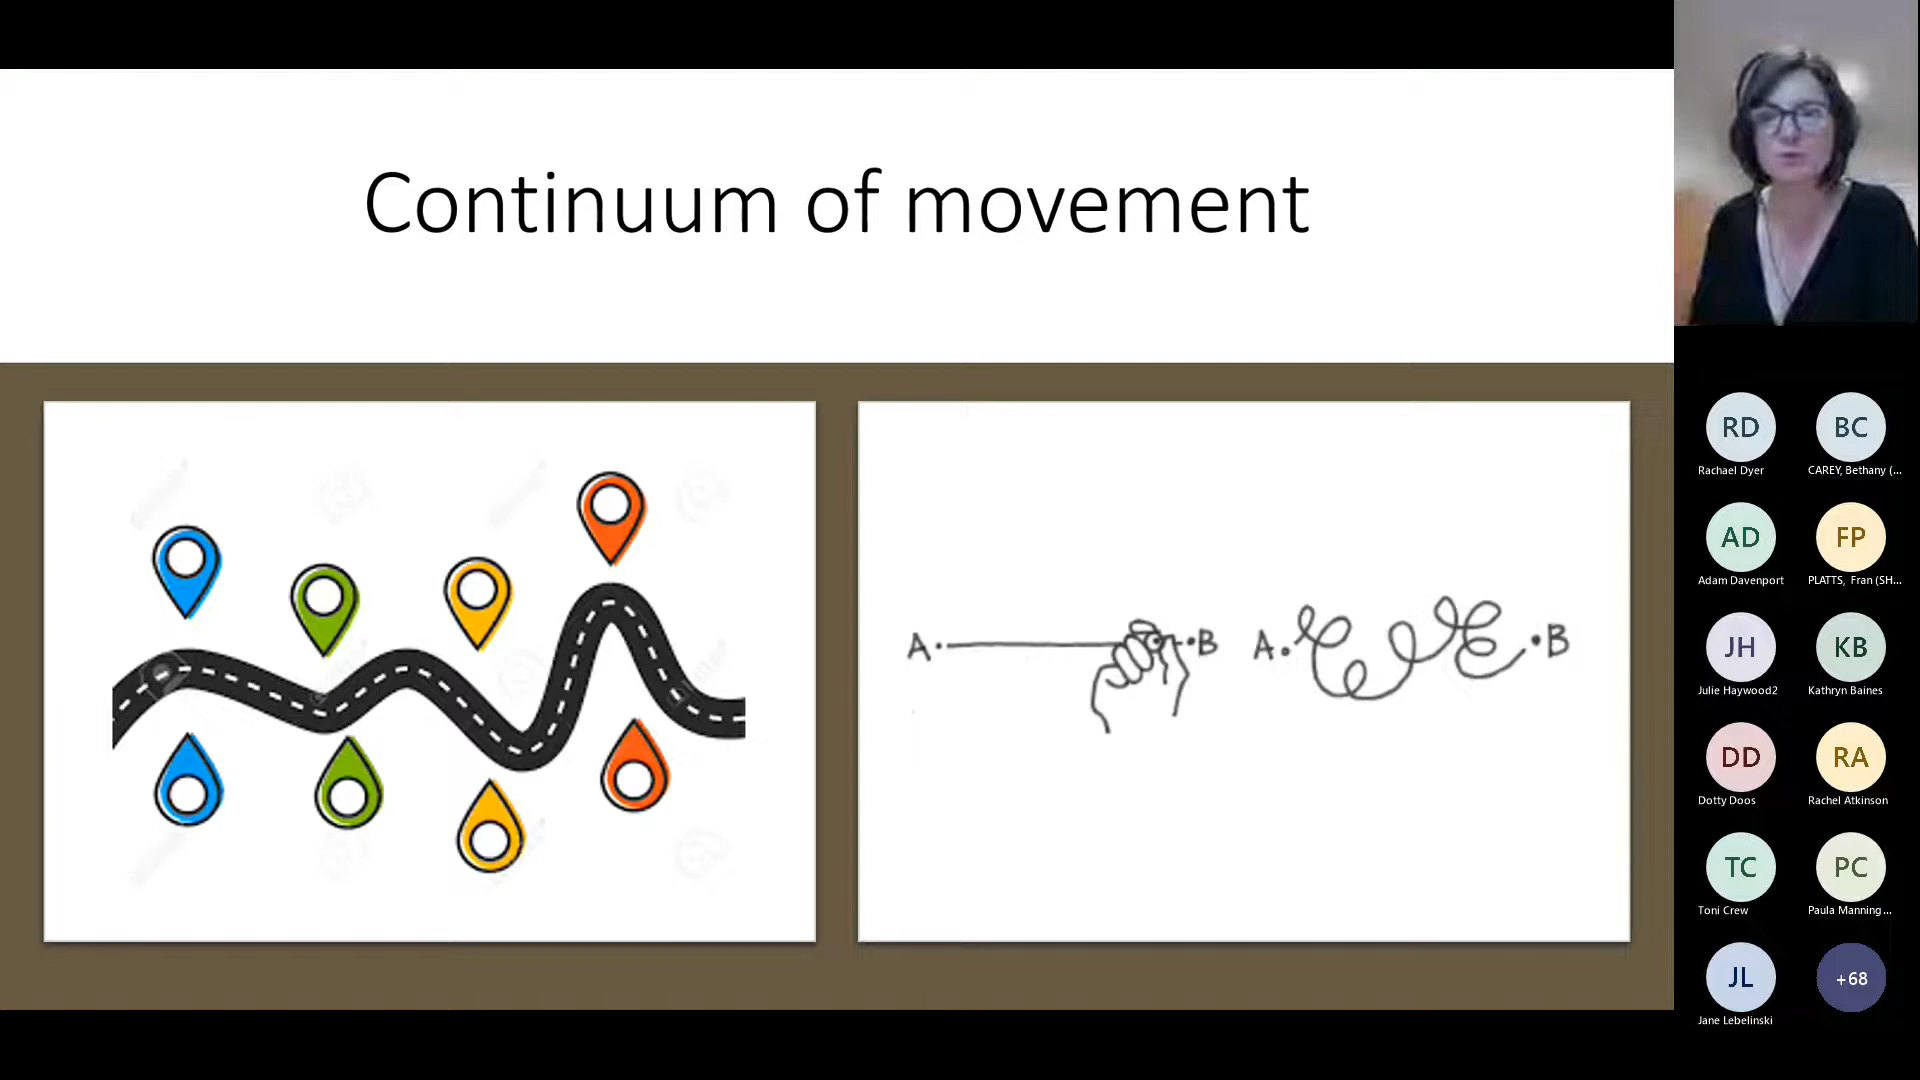 Continuum of movement
A
B
A
B
RD
BC
Rachael Dyer
CAREY, Bethany (...
AD
FP
Adam Davenport
PLATTS, Fran (SH...
JH
KB
Julie Haywood2
Kathryn Baines
DD
RA
Dotty Doos
Rachel Atkinson
TC
PC
Toni Crew
Paula Manning...
JL
+68
Jane Lebelinski